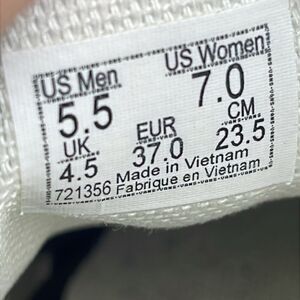 US Men US Women
5.5 7.0
UK EUR CM
4.5 37.0 23.5
Made in Vietnam
721356 Fabrique en Vietnam